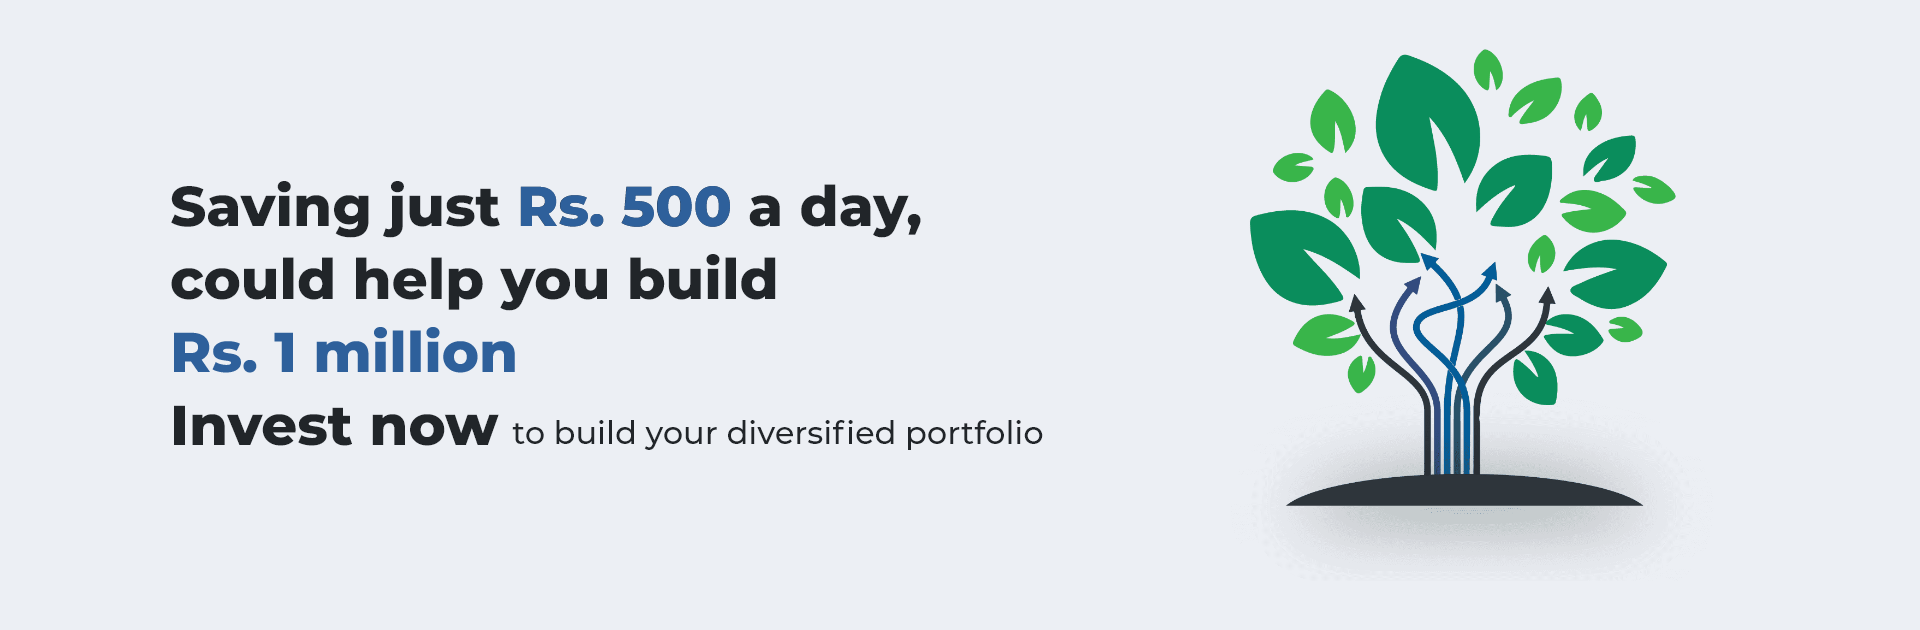 Saving just Rs. 500 a day,
could help you build
Rs. 1 million
Invest now to build your diversified portfolio